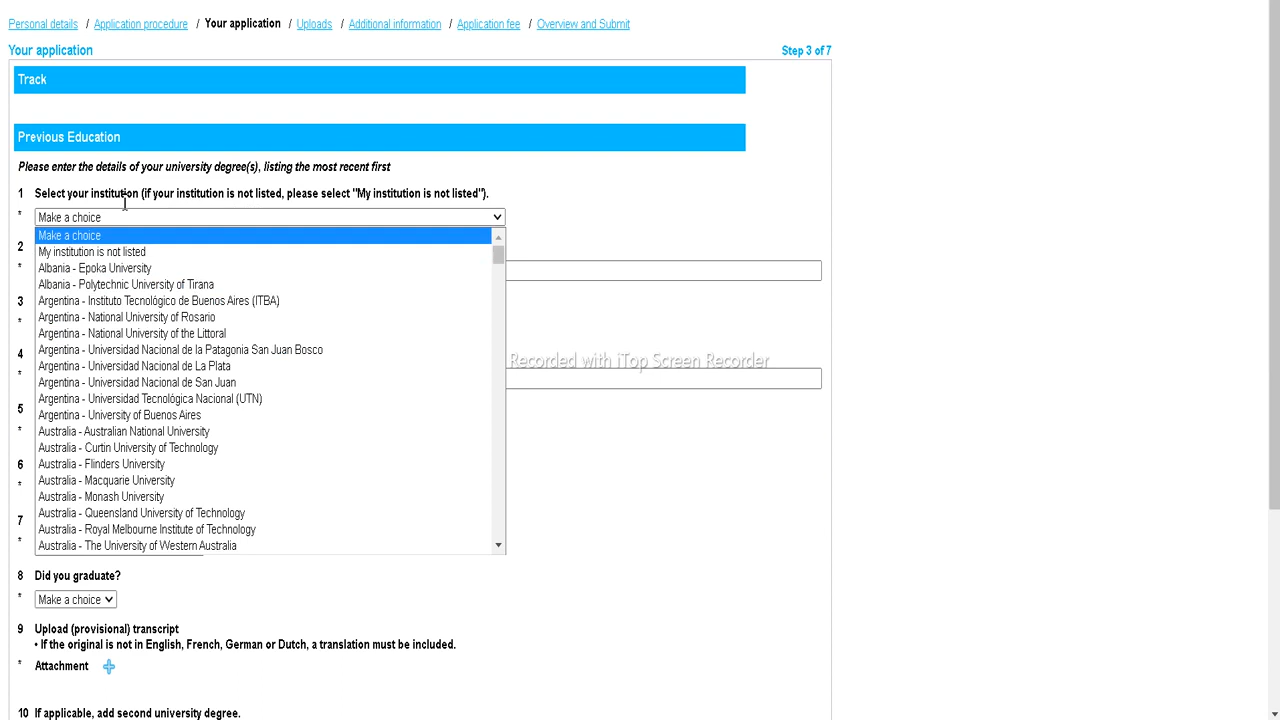 Personal details / Application procedure / Your application / Uploads / Additional information / Application fee / Overview and Submit
Your application Step 3 of 7
Track
Previous Education
Please enter the details of your university degree(s), listing the most recent first
1 Select your institution (if your institution is not listed, please select "My institution is not listed").
* Make a choice
Make a choice
2 My institution is not listed
* Albania - Epoka University
Albania - Polytechnic University of Tirana
3 Argentina - Instituto Tecnológico de Buenos Aires (ITBA)
* Argentina - National University of Rosario
Argentina - National University of the Littoral
4 Argentina - Universidad Nacional de la Patagonia San Juan Bosco
Recorded with iTop Screen Recorder
* Argentina - Universidad Nacional de La Plata
Argentina - Universidad Nacional de San Juan
Argentina - Universidad Tecnológica Nacional (UTN)
5 Argentina - University of Buenos Aires
* Australia - Australian National University
Australia - Curtin University of Technology
6 Australia - Flinders University
* Australia - Macquarie University
Australia - Monash University
7 Australia - Queensland University of Technology
Australia - Royal Melbourne Institute of Technology
* Australia - The University of Western Australia
8 Did you graduate?
* Make a choice
9 Upload (provisional) transcript
• If the original is not in English, French, German or Dutch, a translation must be included.
* Attachment
10 If applicable, add second university degree.